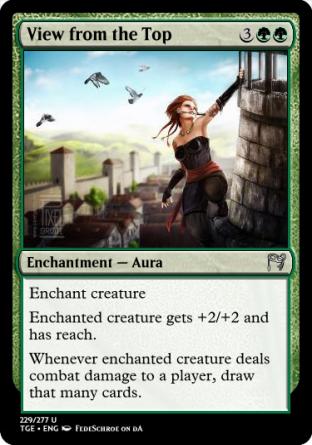 View from the Top 3
Enchantment — Aura
Enchant creature
Enchanted creature gets +2/+2 and
has reach.
Whenever enchanted creature deals
combat damage to a player, draw
that many cards.
229/277 U
TGE • ENG FEDESCHROE ON DA